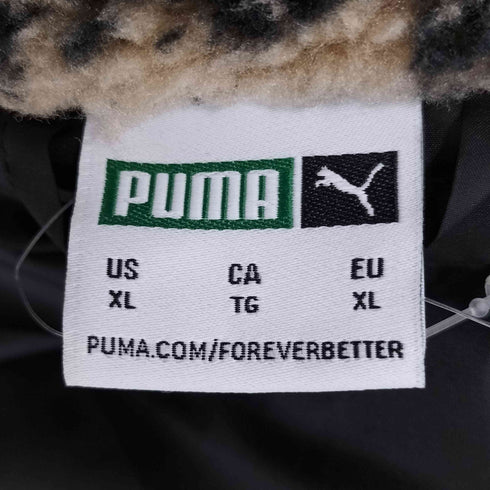 PUMA
US CA EU
XL TG XL
PUMA.COM/FOREVERBETTER